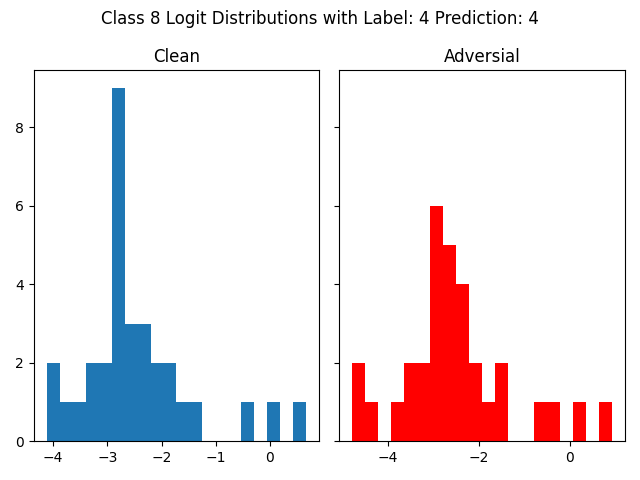 Class 8 Logit Distributions with Label: 4 Prediction: 4
Clean
Adversial
8
6
4
2
0
−4 −3 −2 −1 0
−4 −2 0